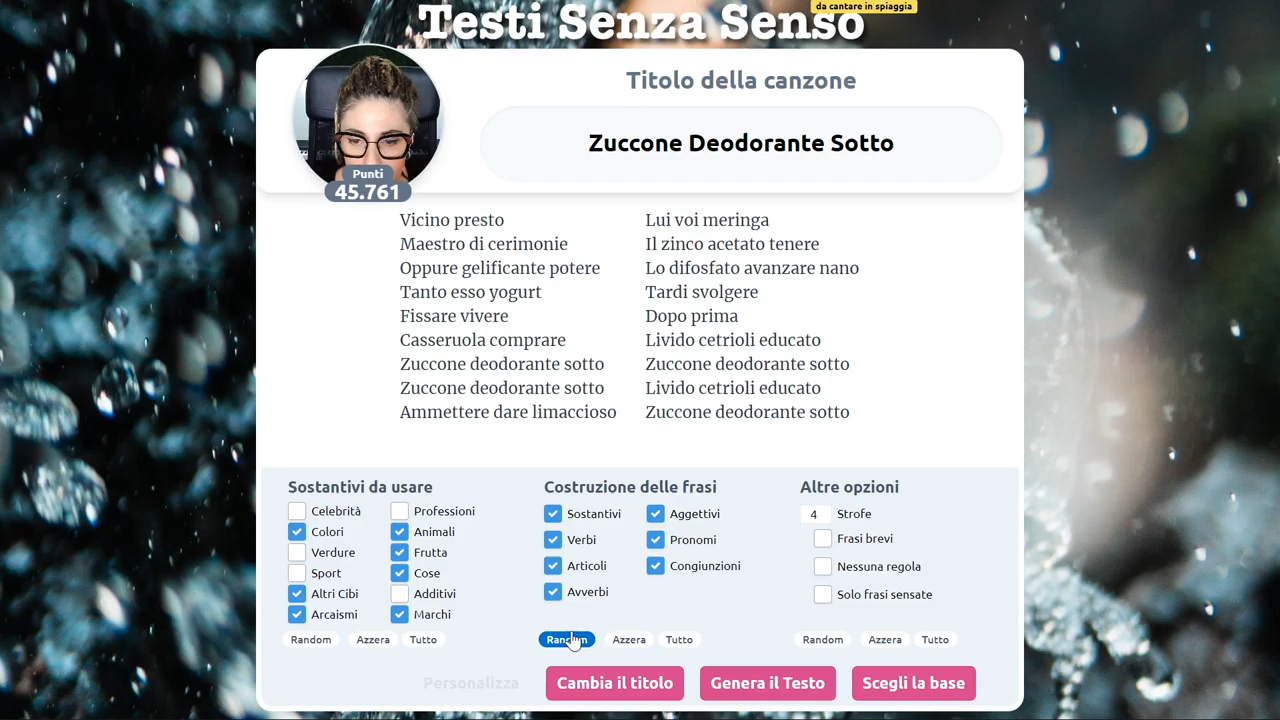 da cantare in spiaggia
Testi Senza Senso
Titolo della canzone
Zuccone Deodorante Sotto
Punti
45.761
Vicino presto
Maestro di cerimonie
Oppure gelificante potere
Tanto esso yogurt
Fissare vivere
Casseruola comprare
Zuccone deodorante sotto
Zuccone deodorante sotto
Ammettere dare limaccioso
Lui voi meringa
Il zinco acetato tenere
Lo difosfato avanzare nano
Tardi svolgere
Dopo prima
Livido cetrioli educato
Zuccone deodorante sotto
Livido cetrioli educato
Zuccone deodorante sotto
Sostantivi da usare
Celebrità Professioni
Colori Animali
Verdure Frutta
Sport Cose
Altri Cibi Additivi
Arcaismi Marchi
Random Azzera Tutto
Costruzione delle frasi
Sostantivi Aggettivi
Verbi Pronomi
Articoli Congiunzioni
Avverbi
Random Azzera Tutto
Altre opzioni
4 Strofe
Frasi brevi
Nessuna regola
Solo frasi sensate
Random Azzera Tutto
Personalizza Cambia il titolo Genera il Testo Scegli la base